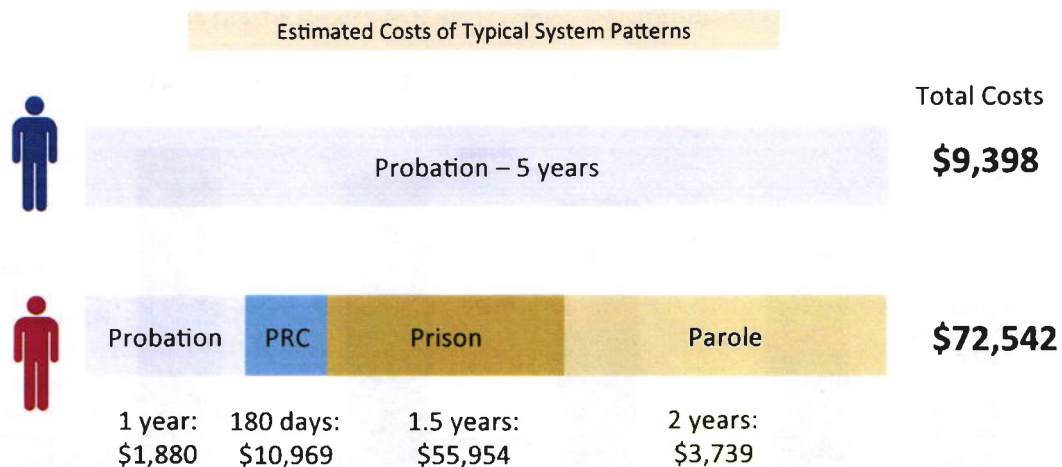 Estimated Costs of Typical System Patterns
Total Costs
Probation – 5 years
$9,398
Probation
PRC
Prison
Parole
$72,542
1 year:
$1,880
180 days:
$10,969
1.5 years:
$55,954
2 years:
$3,739